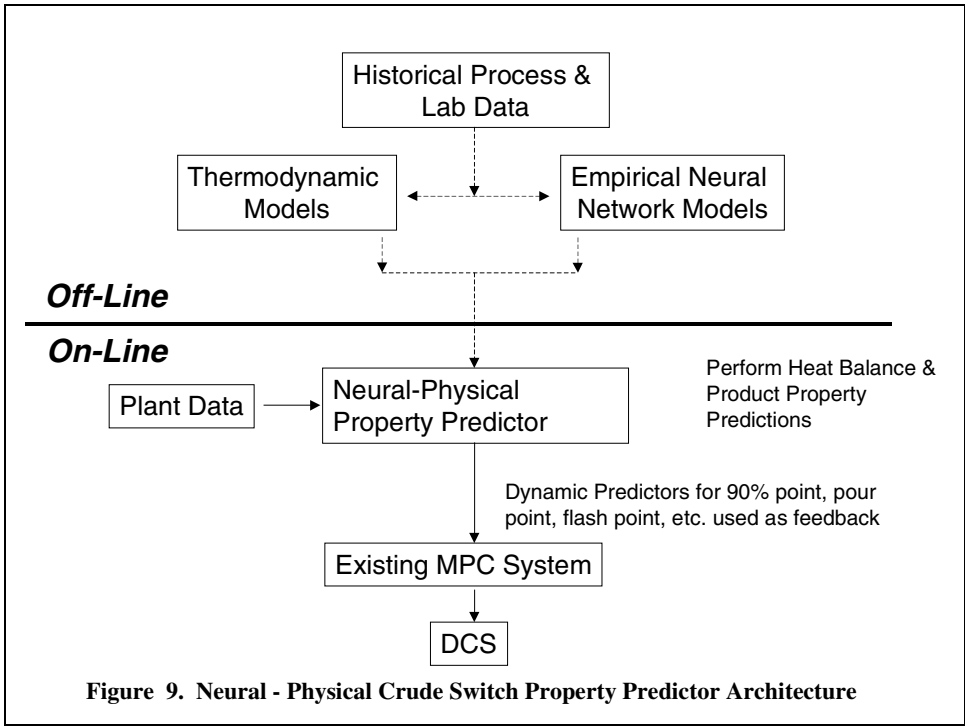 Historical Process &
Lab Data
Thermodynamic
Models
Empirical Neural
Network Models
Off-Line
On-Line
Plant Data
Neural-Physical
Property Predictor
Perform Heat Balance &
Product Property
Predictions
Dynamic Predictors for 90% point, pour
point, flash point, etc. used as feedback
Existing MPC System
DCS
Figure 9. Neural - Physical Crude Switch Property Predictor Architecture